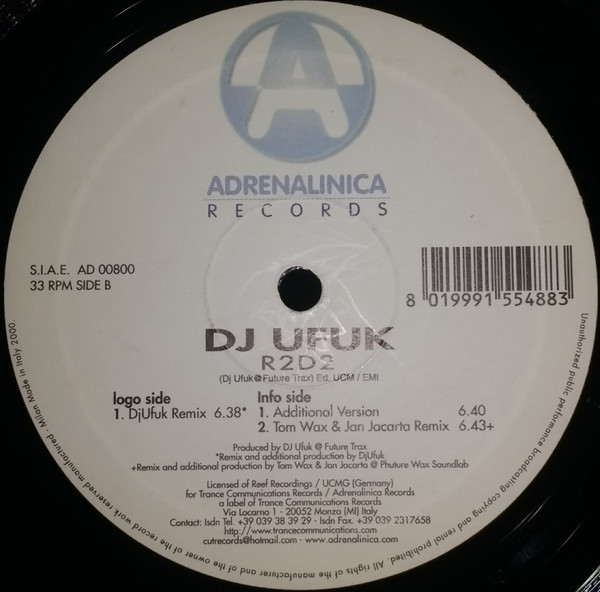 A
ADRENALINICA
RECORDS
S.I.A.E. AD 00800
33 RPM SIDE B
8 019991 554883
DJ UFUK
R2D2
(Dj Ufuk@Future Trax) Ed. UCM / EMI
logo side
1. DjUfuk Remix 6.38*
Info side
1. Additional Version 6.40
2. Tom Wax & Jan Jacarta Remix 6.43+
Produced by DJ Ufuk @ Future Trax
*Remix and additional production by DjUfuk
+Remix and additional production by Tom Wax & Jan Jacarta @ Phuture Wax Soundlab
Licensed of Reef Recordings / UCMG (Germany)
for Trance Communications Records / Adrenalinica Records
a label of Trance Communications Records
Via Locarno 1 - 20052 Monza (MI) Italy
Contact: Isdn Tel. +39 039 38 39 29 - Isdn Fax. +39 039 2317658
http://www.trancecommunications.com
cutrecords@hotmail.com - www.adrenalinica.com
Unauthorized public performance broadcasting copying and rental prohibited. All rights of the manufacturer and of the owner of the record work reserved manufactured - Milan Made in Italy 2000.